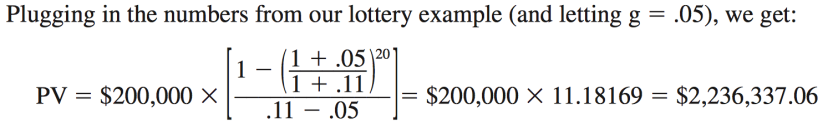 Plugging in the numbers from our lottery example (and letting g = .05), we get:
PV = $200,000 × [1 − ((1 + .05)/(1 + .11))^20 / (.11 − .05)] = $200,000 × 11.18169 = $2,236,337.06